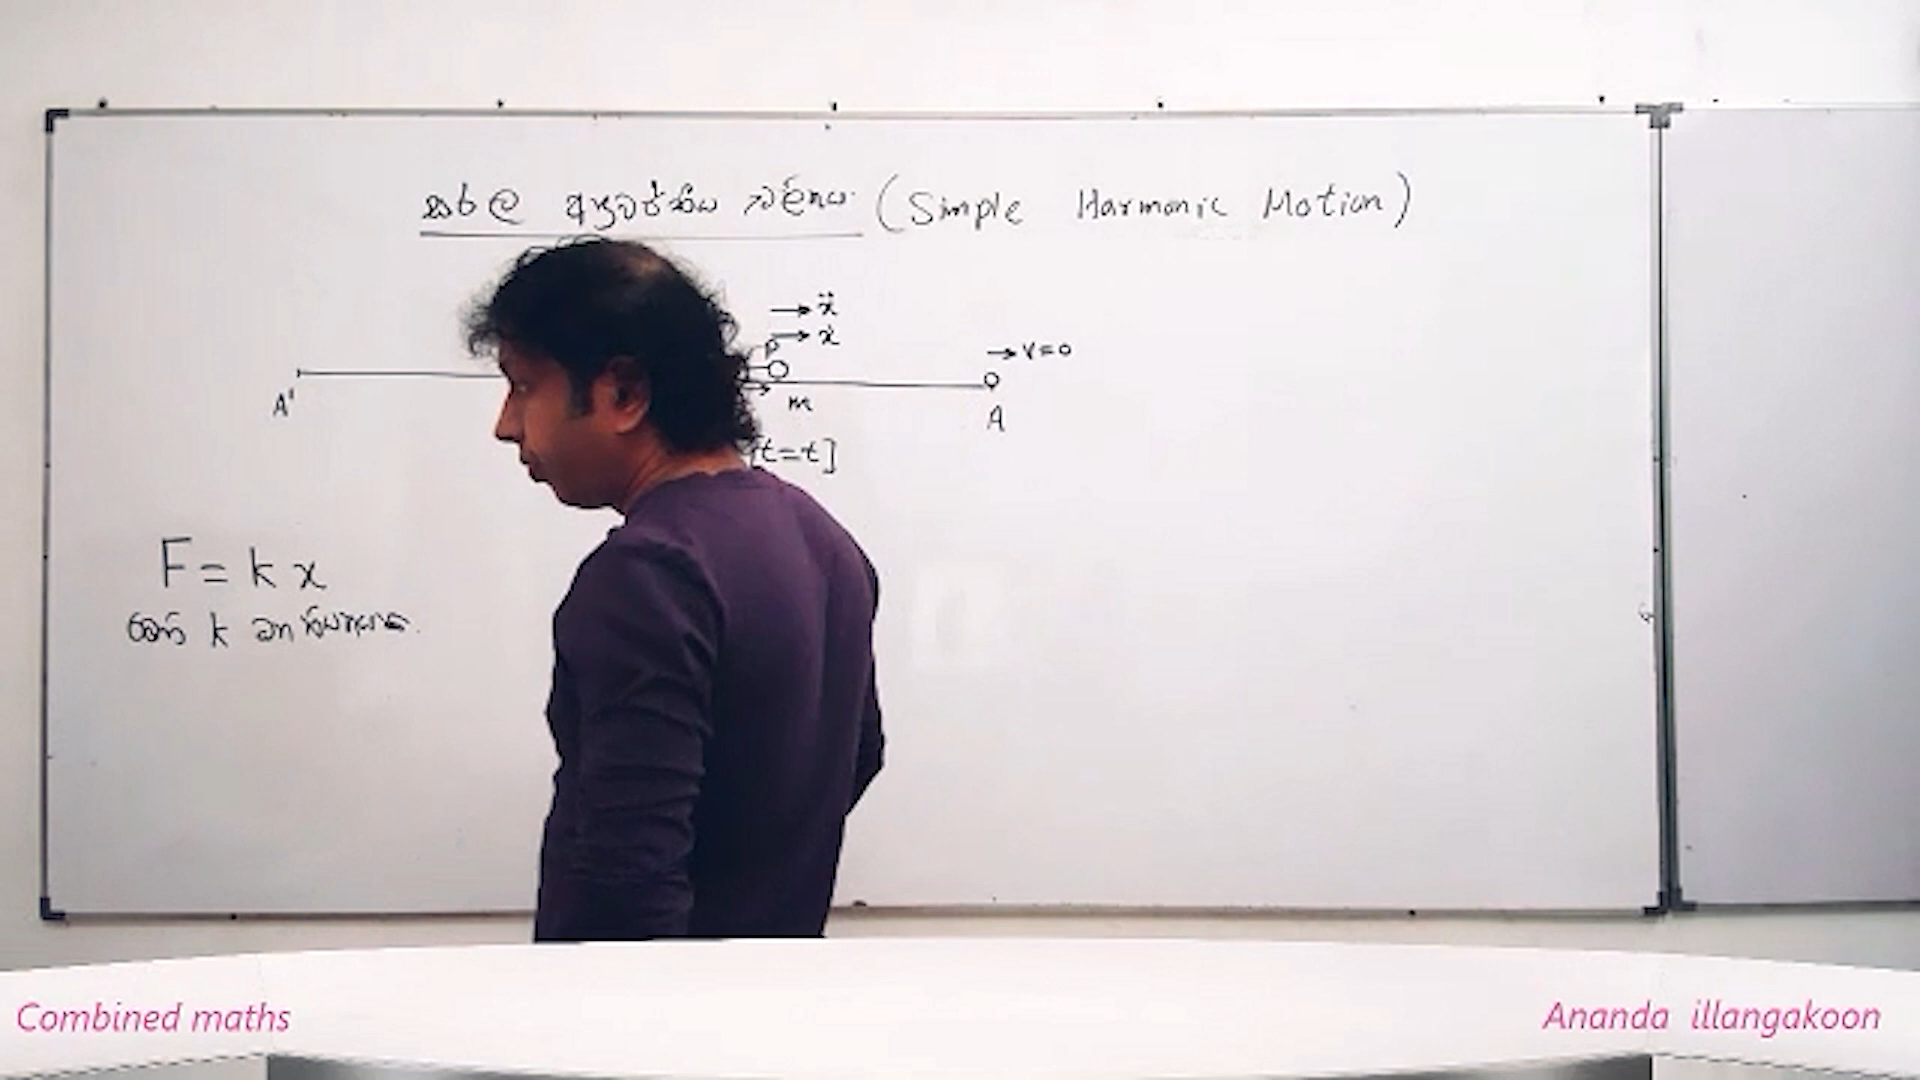 සරල අනුවර්තීය චලිතය (Simple Harmonic Motion)
ẍ
ẋ
P
v=0
A'
m
A
t=t]
F = k x
මෙහි k නියතයකි.
Combined maths
Ananda illangakoon